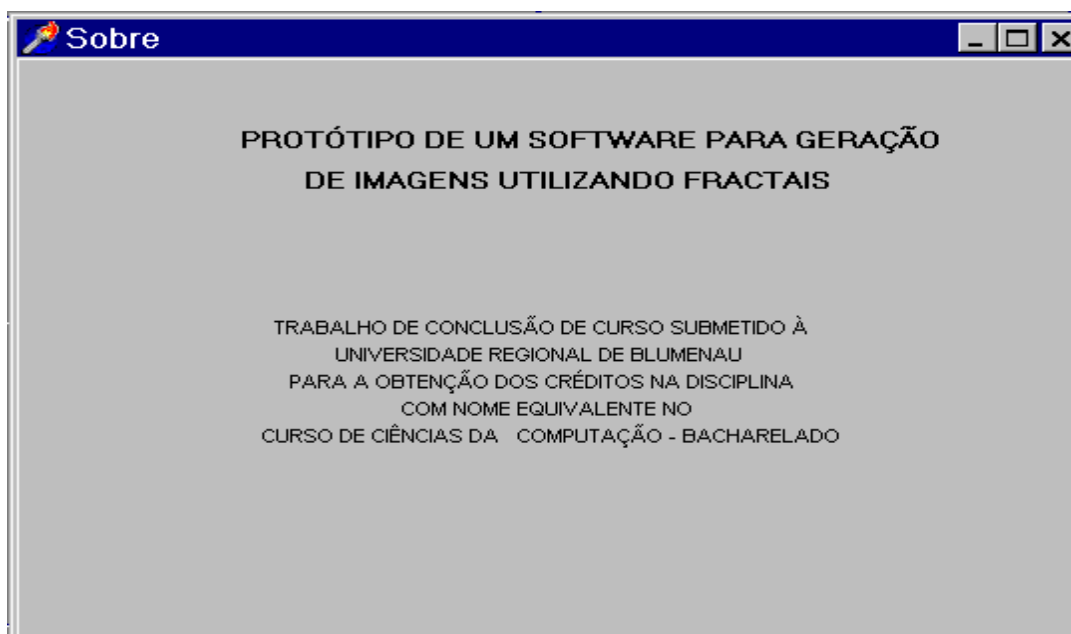 Sobre
PROTÓTIPO DE UM SOFTWARE PARA GERAÇÃO
DE IMAGENS UTILIZANDO FRACTAIS
TRABALHO DE CONCLUSÃO DE CURSO SUBMETIDO À
UNIVERSIDADE REGIONAL DE BLUMENAU
PARA A OBTENÇÃO DOS CRÉDITOS NA DISCIPLINA
COM NOME EQUIVALENTE NO
CURSO DE CIÊNCIAS DA COMPUTAÇÃO - BACHARELADO